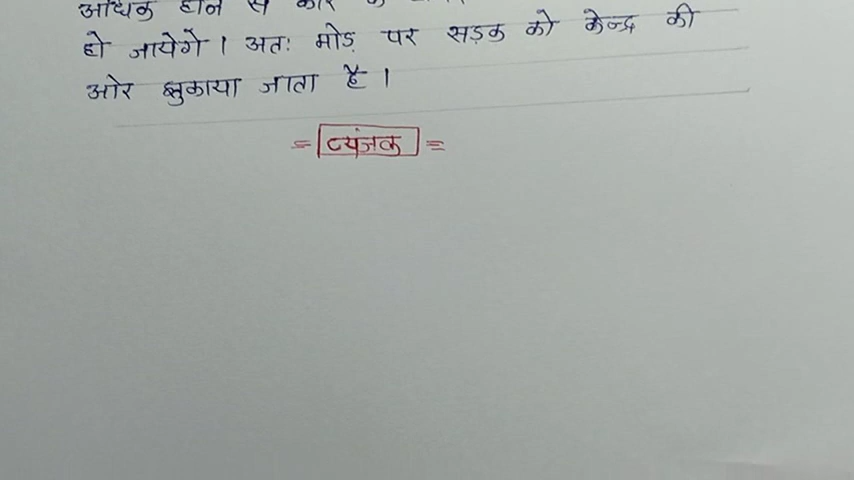 अधिक होने से कार के
हो जायेगे । अतः मोड़ पर सड़क को केन्द्र की
ओर झुकाया जाता है ।
= व्यंजक =